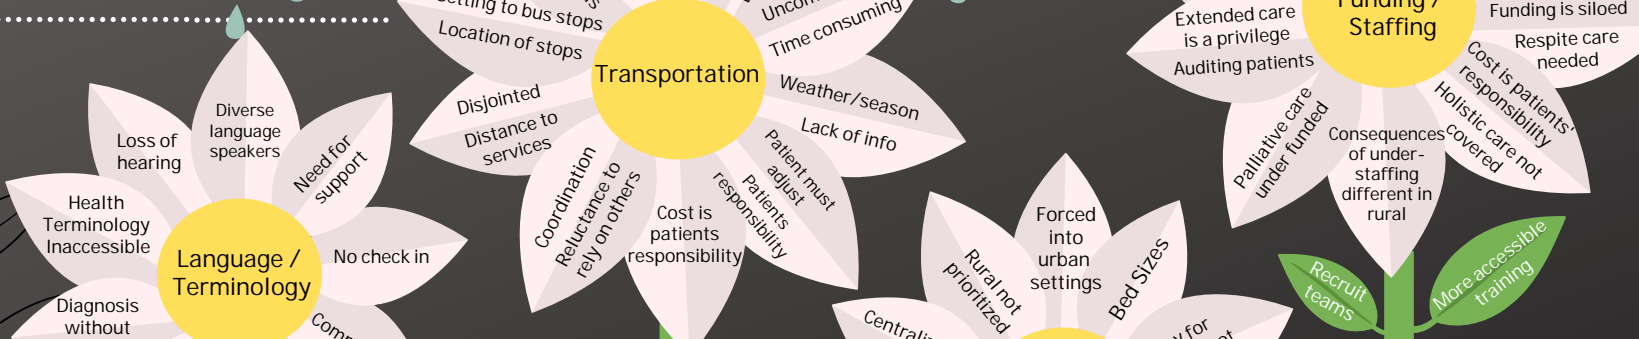 Getting to bus stops
Location of stops
Disjointed
Distance to
services
Coordination
Reluctance to
rely on others
Cost is
patients
responsibility
Patients
responsibility
Patient must
adjust
Lack of info
Weather/season
Time consuming
Transportation
Diverse
language
speakers
Loss of
hearing
Need for
support
Health
Terminology
Inaccessible
No check in
Diagnosis
without
Language /
Terminology
Forced
into
urban
settings
Rural not
prioritized
Bed Sizes
Funding /
Staffing
Extended care
is a privilege
Auditing patients
Palliative care
under funded
Consequences
of under-
staffing
different in
rural
Holistic care not
covered
Cost is patients'
responsibility
Funding is siloed
Respite care
needed
Recruit
teams
More accessible
training